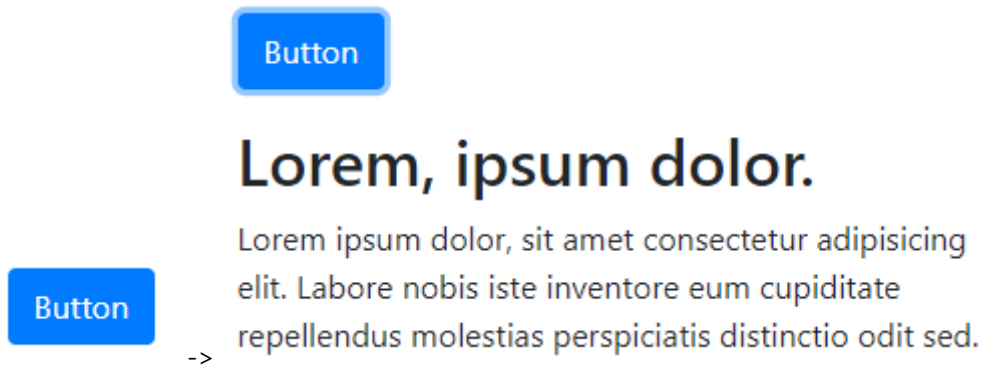 Button
Lorem, ipsum dolor.
Lorem ipsum dolor, sit amet consectetur adipisicing
elit. Labore nobis iste inventore eum cupiditate
repellendus molestias perspiciatis distinctio odit sed.
Button
->